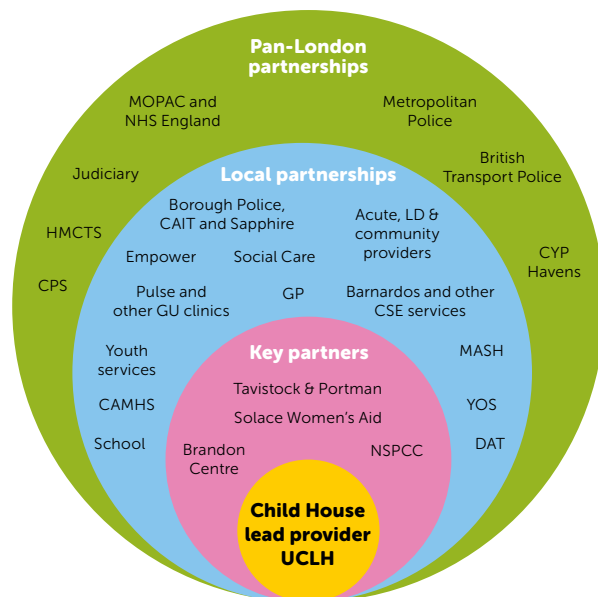 Pan-London
partnerships
MOPAC and
NHS England
Metropolitan
Police
Judiciary
British
Transport Police
HMCTS
CPS
CYP
Havens
Local partnerships
Borough Police,
CAIT and Sapphire
Acute, LD &
community
providers
Empower
Social Care
Pulse and
other GU clinics
GP
Barnardos and other
CSE services
Youth
services
MASH
CAMHS
YOS
School
DAT
Key partners
Tavistock & Portman
Solace Women’s Aid
Brandon
Centre
NSPCC
Child House
lead provider
UCLH